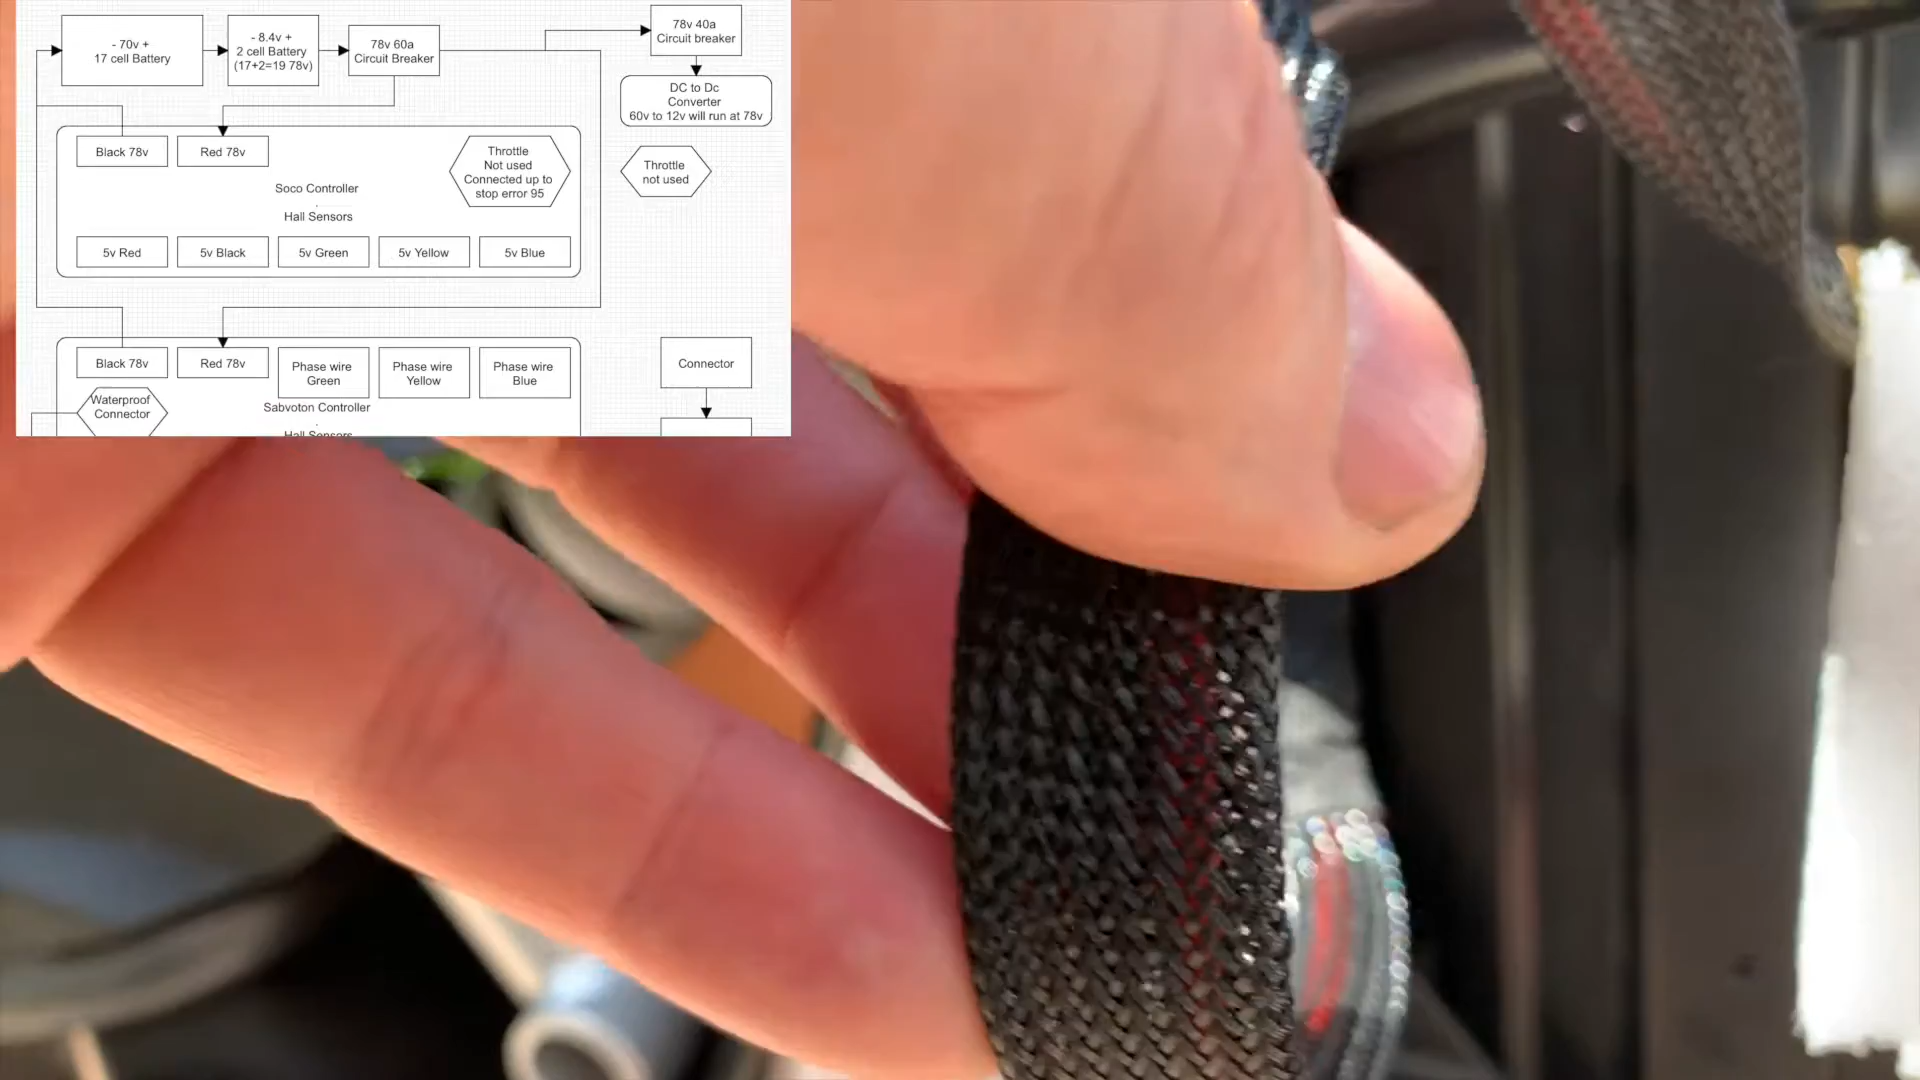 - 70v +
17 cell Battery
- 8.4v +
2 cell Battery
(17+2=19 78v)
78v 60a
Circuit Breaker
78v 40a
Circuit breaker
DC to Dc
Converter
60v to 12v will run at 78v
Black 78v
Red 78v
Throttle
Not used
Connected up to
stop error 95
Throttle
not used
Soco Controller
.
Hall Sensors
5v Red
5v Black
5v Green
5v Yellow
5v Blue
Black 78v
Red 78v
Phase wire
Green
Phase wire
Yellow
Phase wire
Blue
Connector
Waterproof
Connector
Sabvoton Controller
.
Hall Sensors